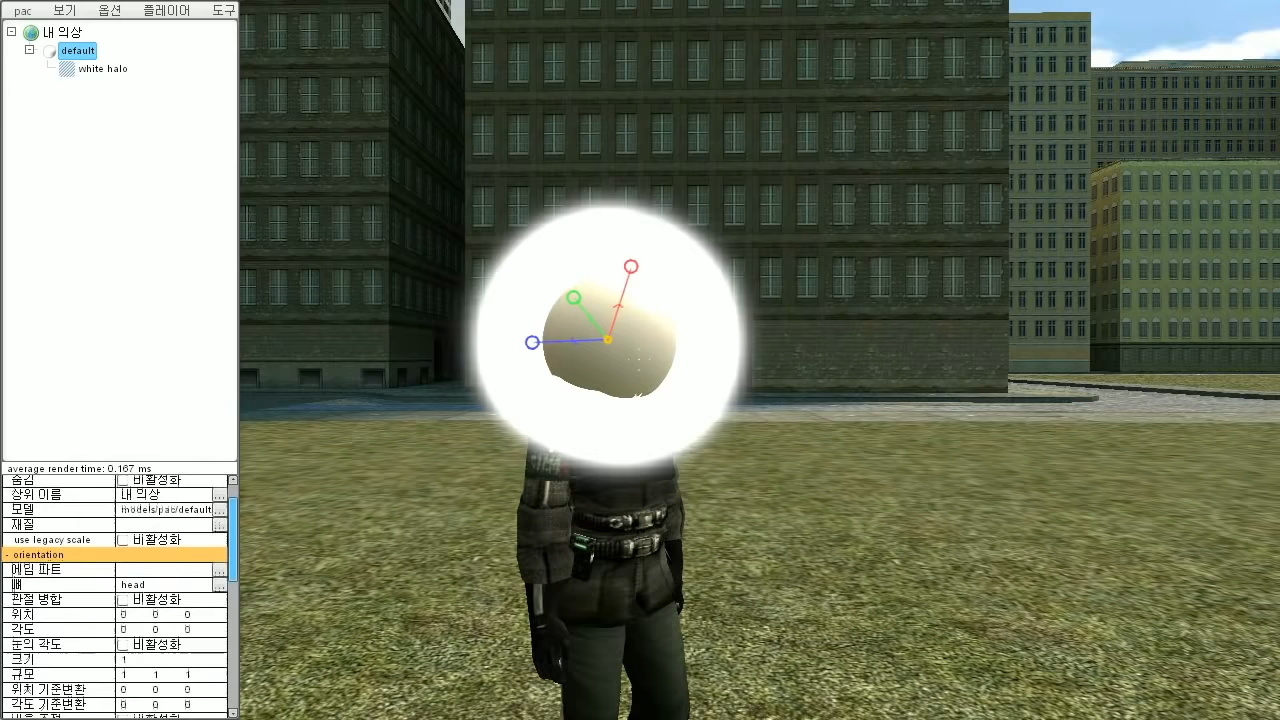 pac 보기 옵션 플레이어 도구
내 의상
default
white halo
average render time: 0.167 ms
숨김 비활성화
상위 이름 내 의상 ...
모델 models/pac/default ...
재질 ...
use legacy scale 비활성화
- orientation
에임 파트 ...
뼈 head ...
관절 병합 비활성화
위치 0 0 0
각도 0 0 0
눈의 각도 비활성화
크기 1
규모 1 1 1
위치 기준변환 0 0 0
각도 기준변환 0 0 0
비활성화